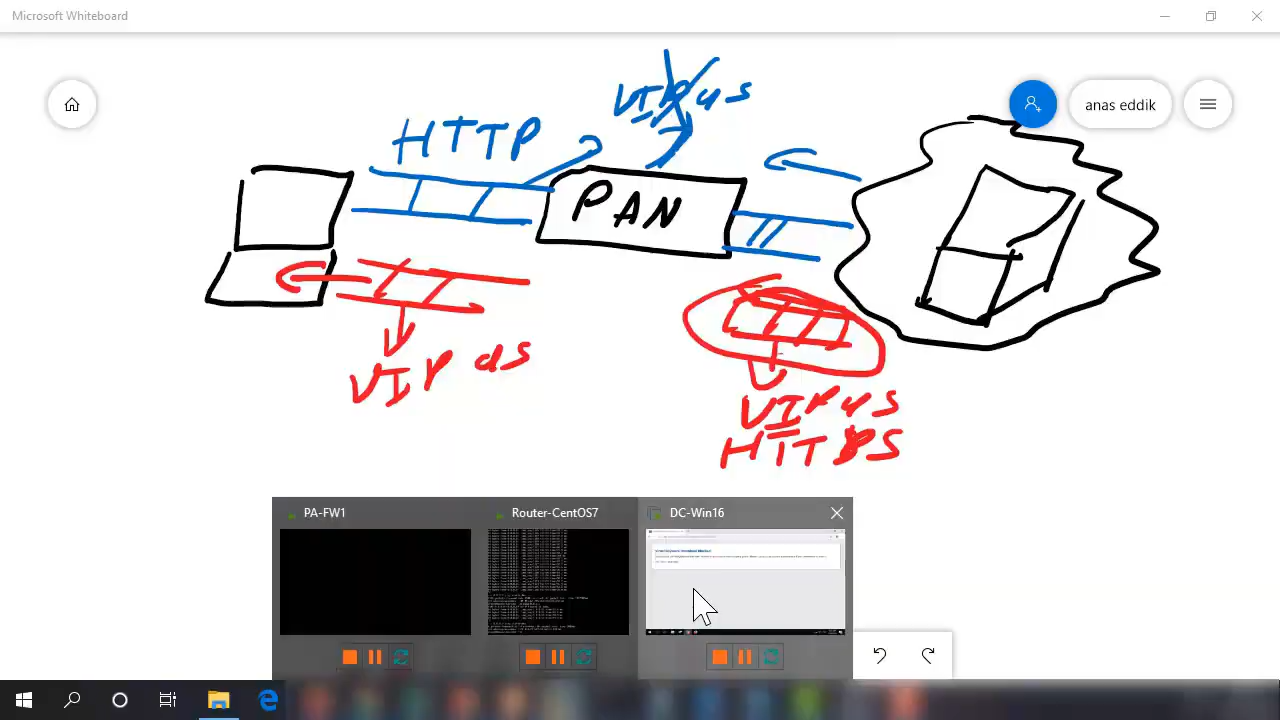 Microsoft Whiteboard
anas eddik
VIRUS
HTTP
PAN
VIRUS
VIRUS
HTTPS
PA-FW1
Router-CentOS7
DC-Win16